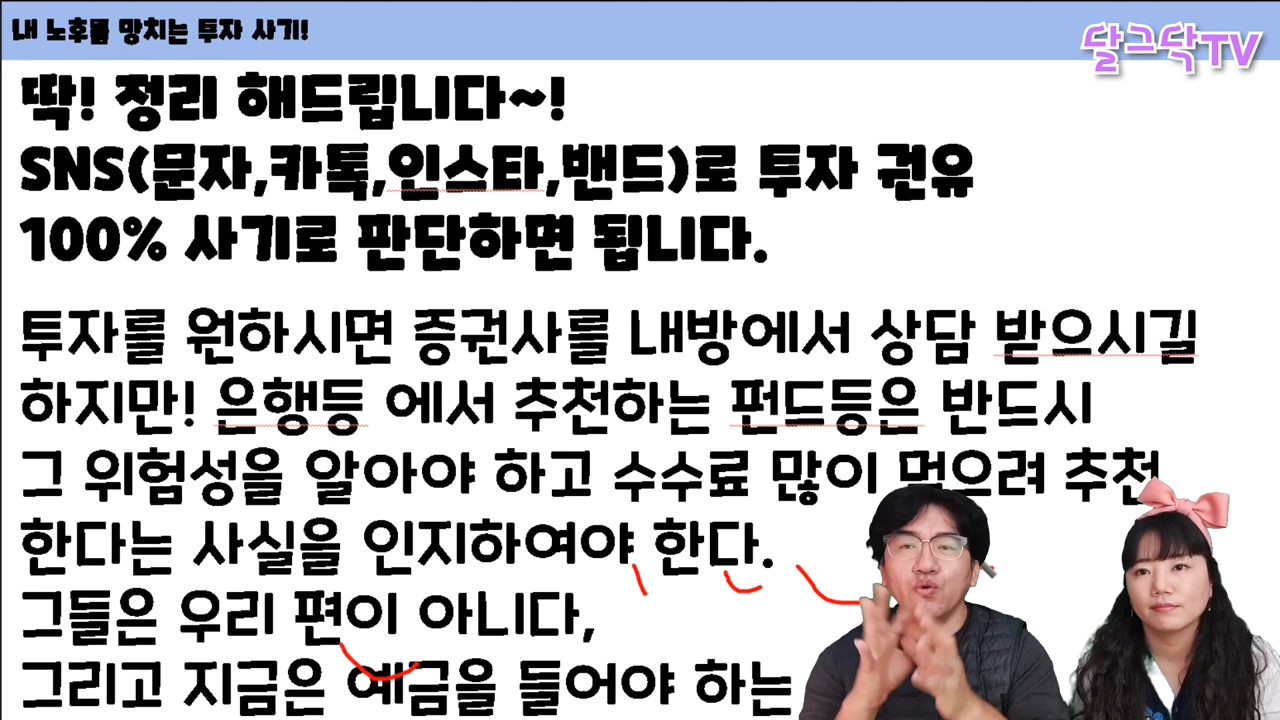 내 노후를 망치는 투자 사기!
달그닥TV
딱! 정리 해드립니다~!
SNS(문자,카톡,인스타,밴드)로 투자 권유
100% 사기로 판단하면 됩니다.
투자를 원하시면 증권사를 내방에서 상담 받으시길
하지만! 은행등 에서 추천하는 펀드등은 반드시
그 위험성을 알아야 하고 수수료 많이 먹으려 추천
한다는 사실을 인지하여야 한다.
그들은 우리 편이 아니다,
그리고 지금은 예금을 들어야 하는